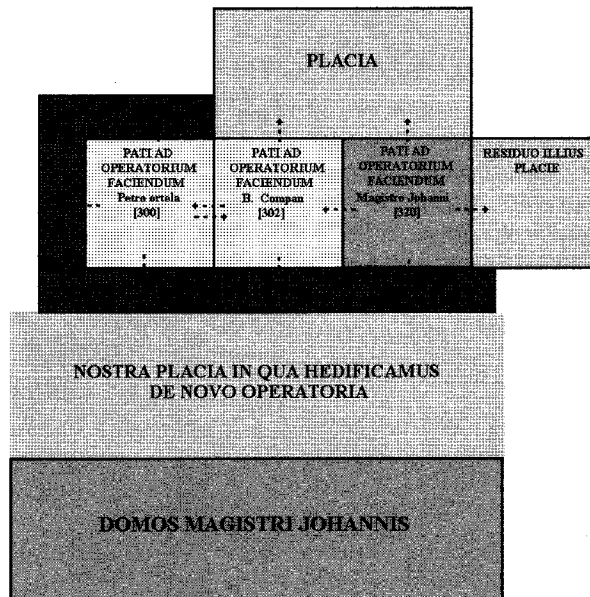 PLACIA
PATI AD
OPERATORIUM
FACIENDUM
Petro ortala
[300]
PATI AD
OPERATORIUM
FACIENDUM
B. Compan
[302]
PATI AD
OPERATORIUM
FACIENDUM
Magistro Johanni
[320]
RESIDUO ILLIUS
PLACIE
NOSTRA PLACIA IN QUA HEDIFICAMUS
DE NOVO OPERATORIA
DOMOS MAGISTRI JOHANNIS